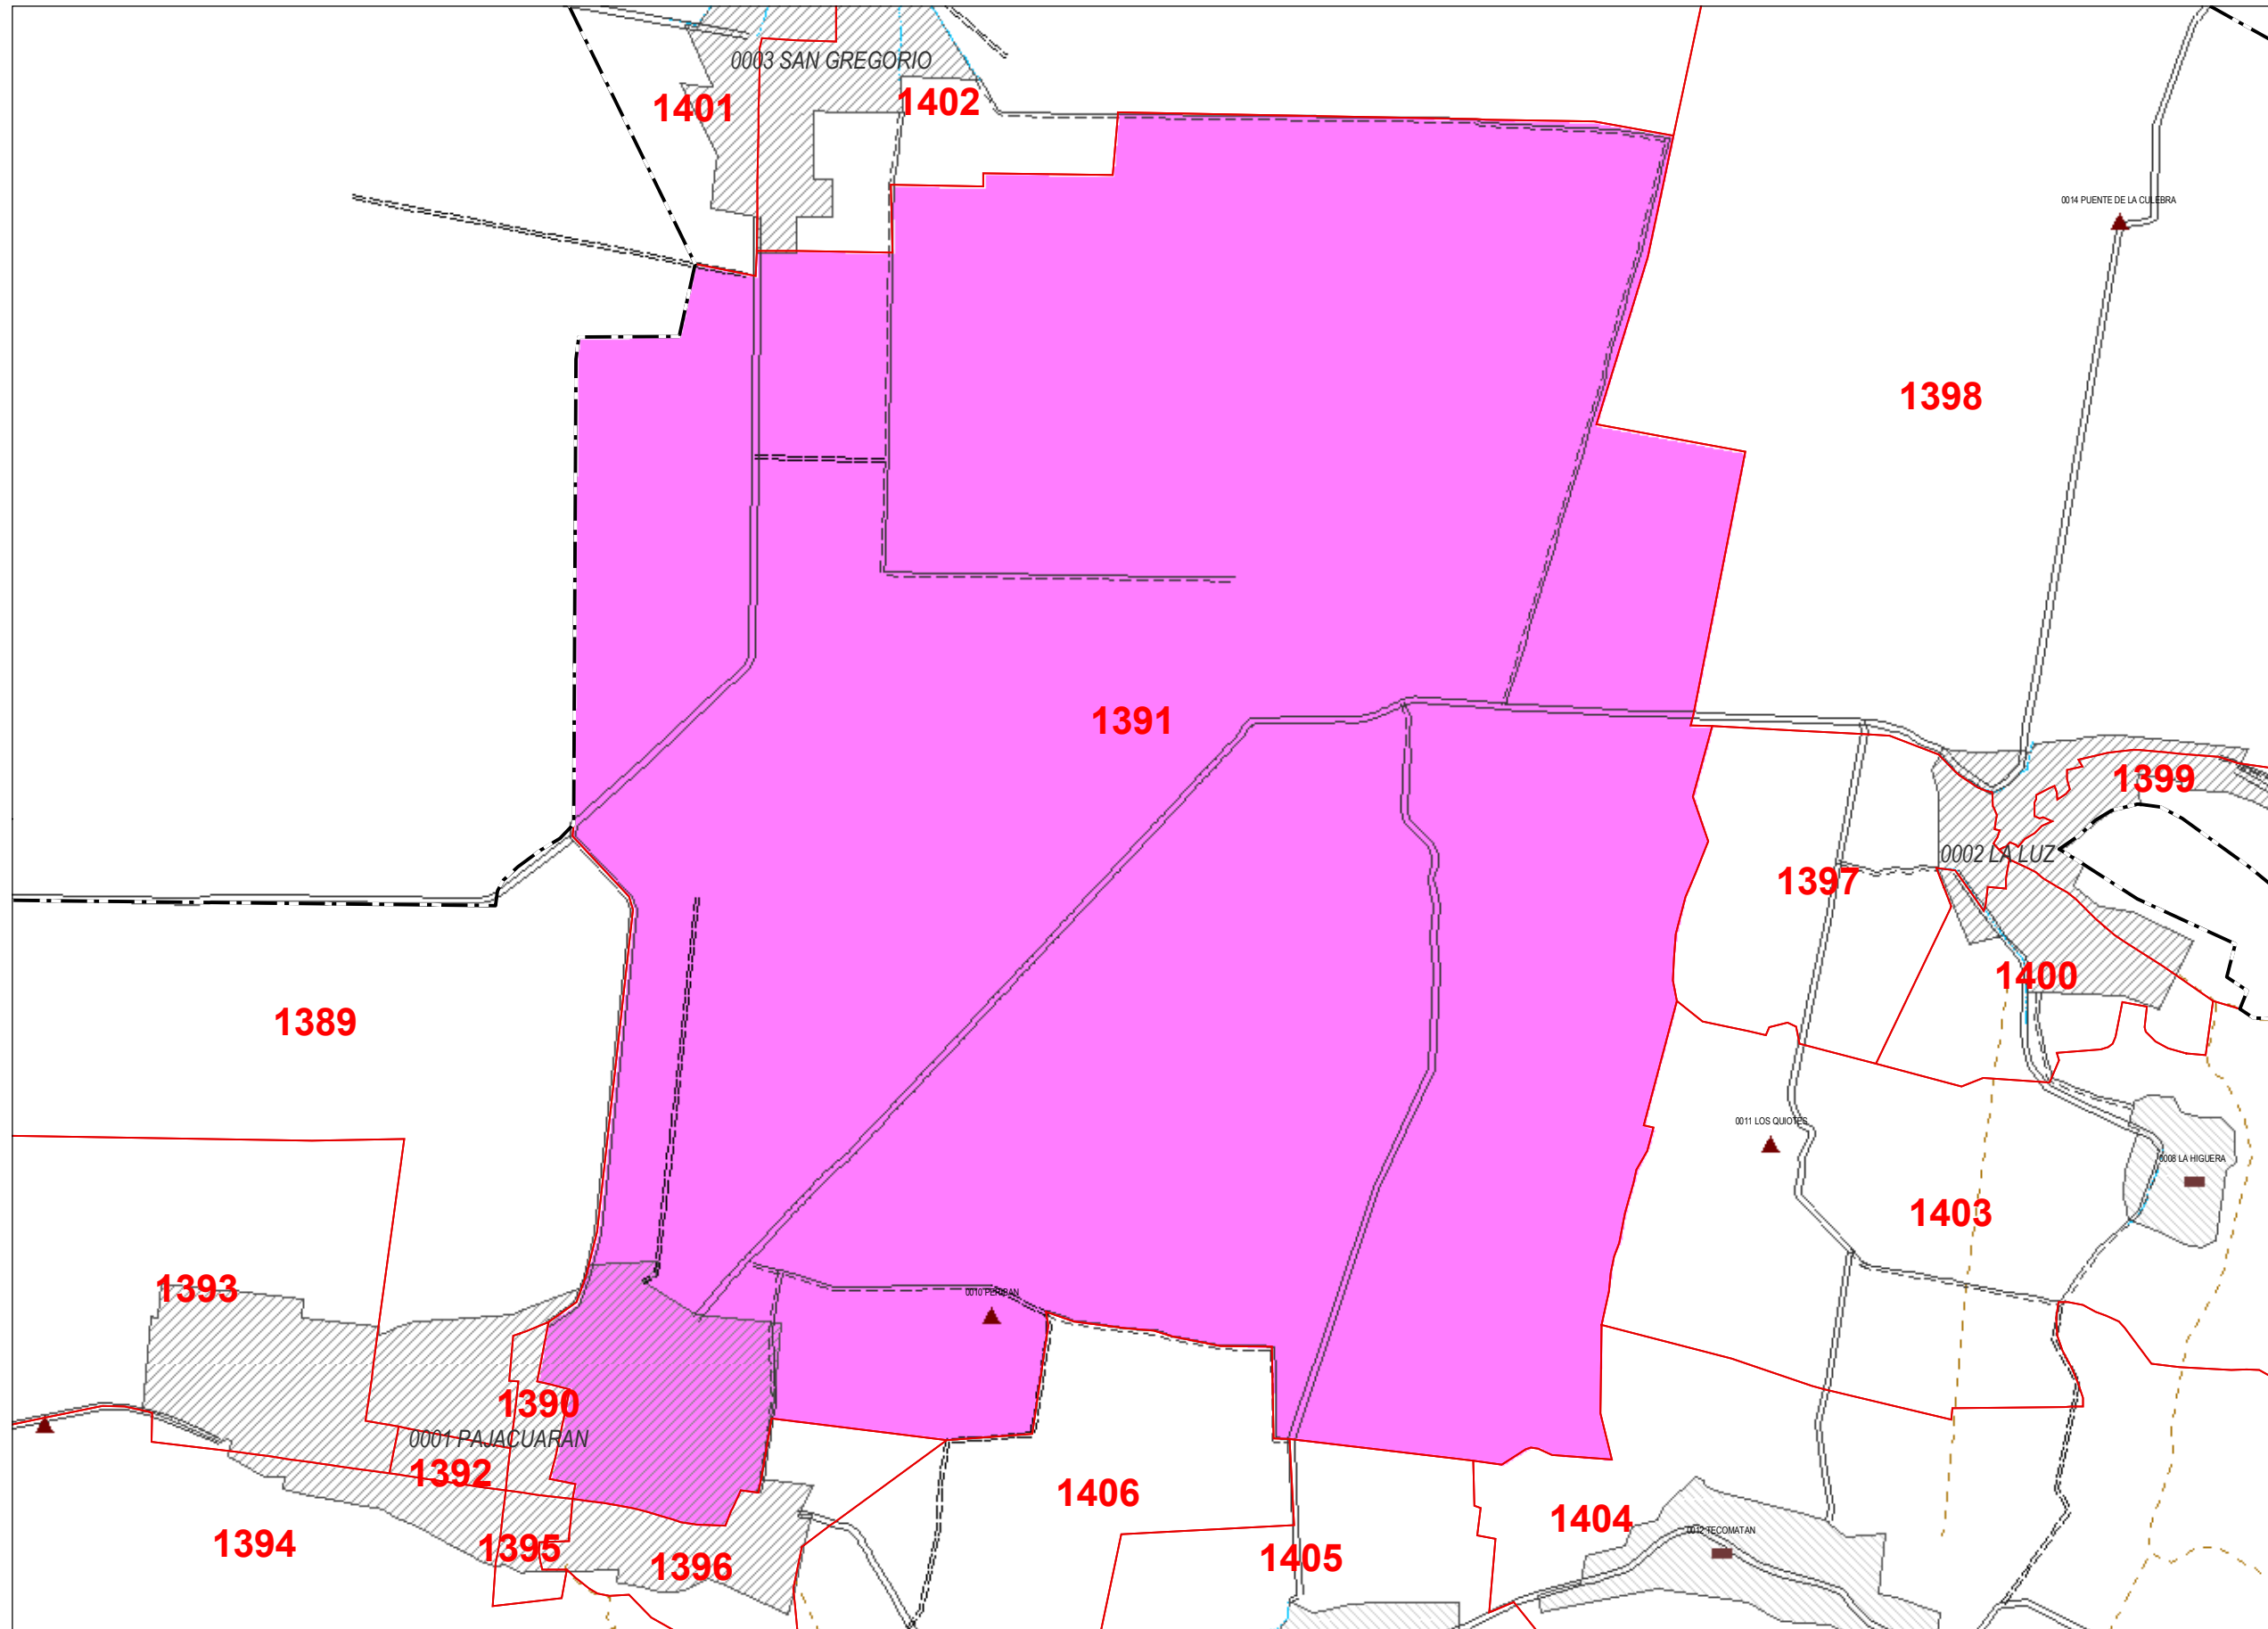 0003 SAN GREGORIO
1401
1402
0014 PUENTE DE LA CULEBRA
1398
1391
1399
0002 LA LUZ
1397
1400
1389
0011 LOS QUIOTES
0008 LA HIGUERA
1403
1393
0010 PERIBAN
1390
0001 PAJACUARAN
1392
1406
1404
0012 TECOMATAN
1394
1395
1396
1405